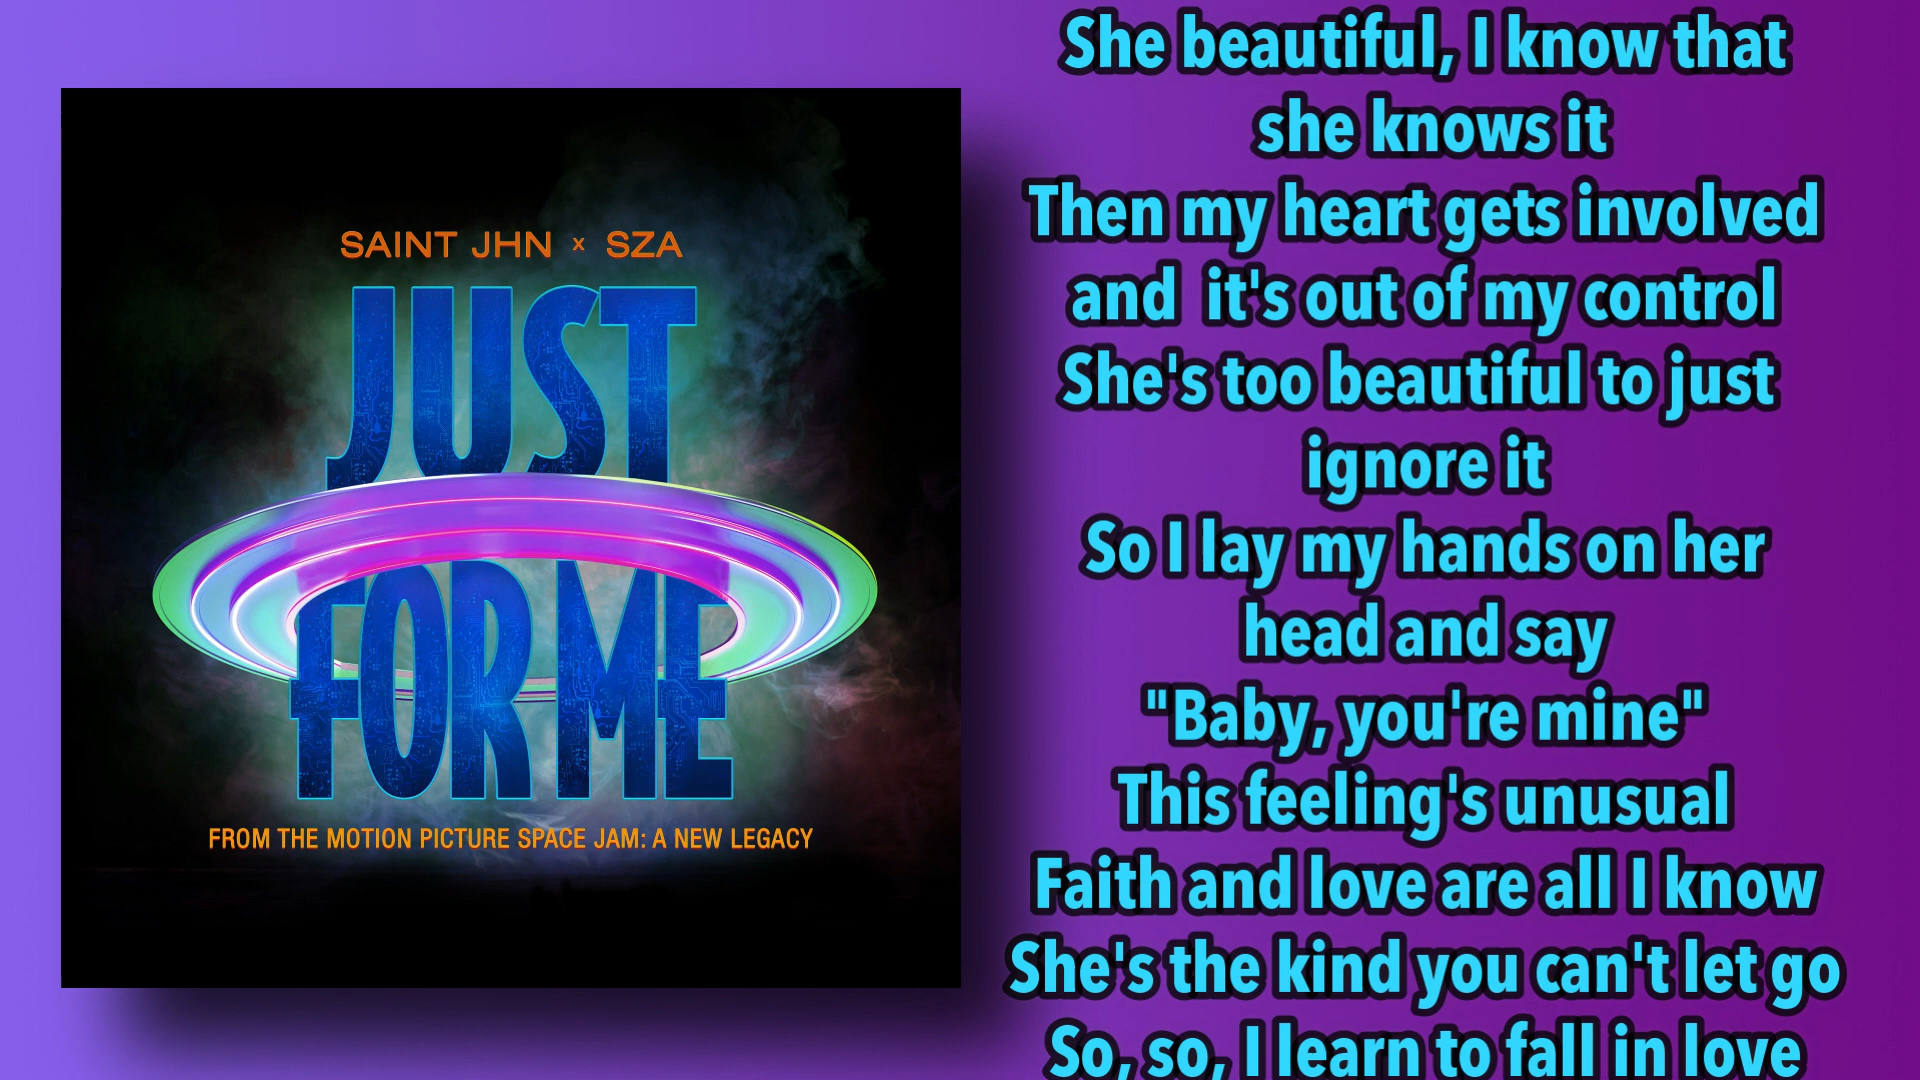 SAINT JHN x SZA
JUST
FOR ME
FROM THE MOTION PICTURE SPACE JAM: A NEW LEGACY
She beautiful, I know that
she knows it
Then my heart gets involved
and  it's out of my control
She's too beautiful to just
ignore it
So I lay my hands on her
head and say
"Baby, you're mine"
This feeling's unusual
Faith and love are all I know
She's the kind you can't let go
So, so, I learn to fall in love